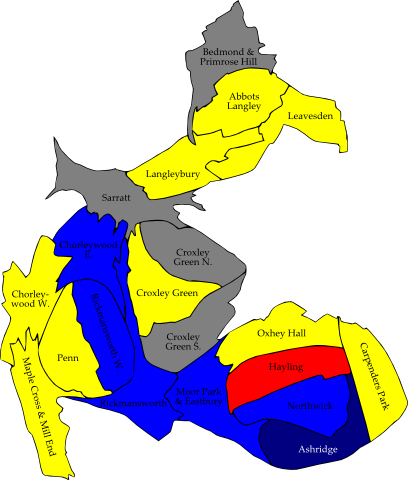 Bedmond &
Primrose Hill
Abbots
Langley
Leavesden
Langleybury
Sarratt
Chorleywood
Croxley
Green N.
Chorley-
wood W.
Croxley Green
Rickmansworth W.
Croxley
Green S.
Oxhey Hall
Penn
Hayling
Carpenders Park
Maple Cross & Mill End
Rickmansworth
Moor Park
& Eastbury
Northwick
Ashridge